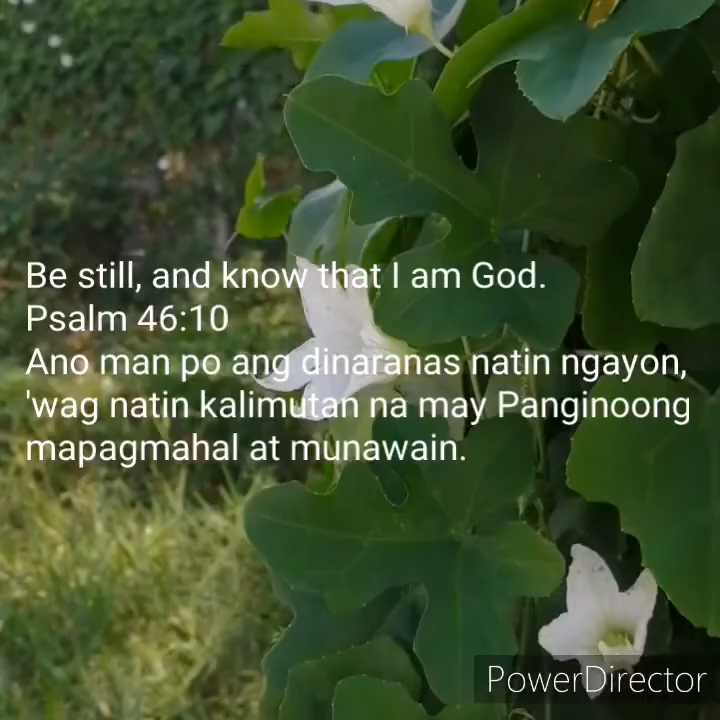 Be still, and know that I am God.
Psalm 46:10
Ano man po ang dinaranas natin ngayon,
'wag natin kalimutan na may Panginoong
mapagmahal at munawain.
PowerDirector